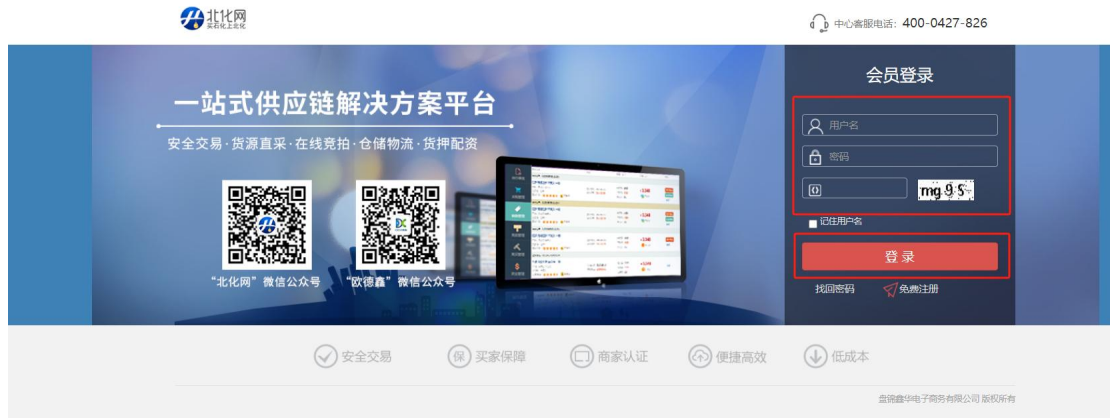 北化网
买石化上北化
中心客服电话：400-0427-826
一站式供应链解决方案平台
安全交易·货源直采·在线竞拍·仓储物流·货押配资
“北化网”微信公众号
“欧德鑫”微信公众号
会员登录
用户名
密码
mg95
记住用户名
登 录
找回密码
免费注册
安全交易
保 买家保障
商家认证
便捷高效
低成本
盘锦鑫华电子商务有限公司 版权所有